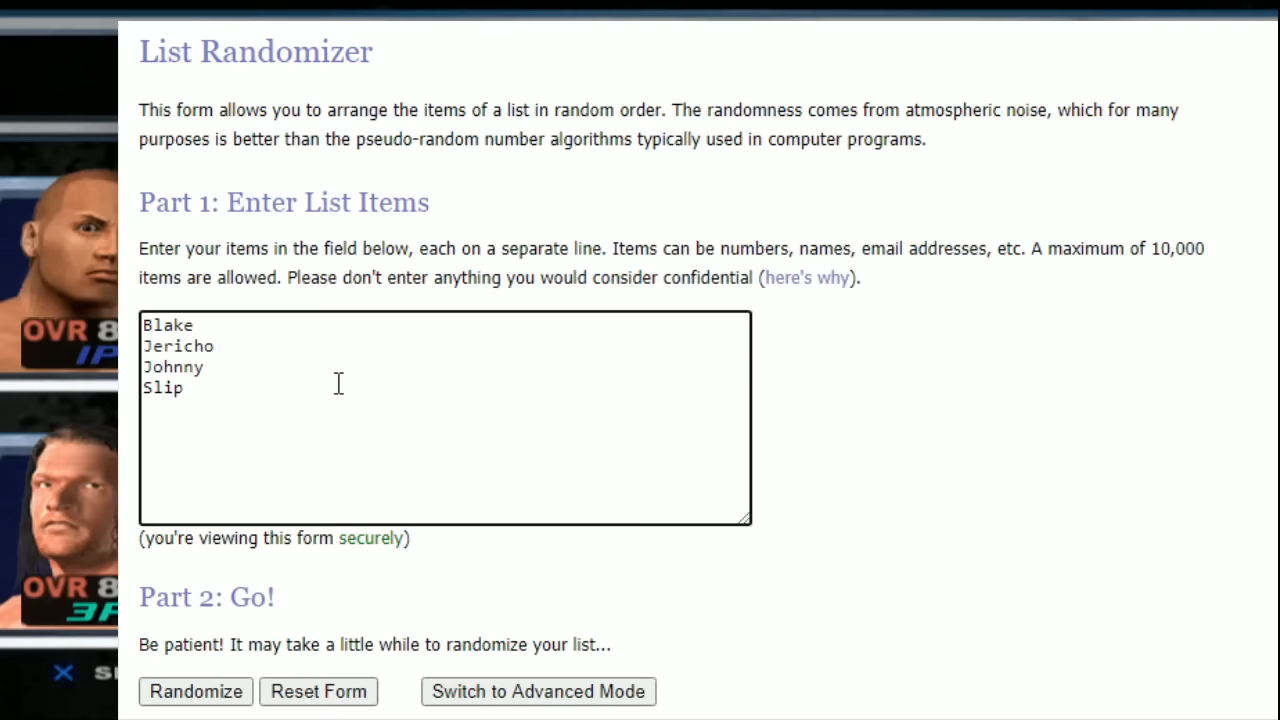 List Randomizer
This form allows you to arrange the items of a list in random order. The randomness comes from atmospheric noise, which for many
purposes is better than the pseudo-random number algorithms typically used in computer programs.
Part 1: Enter List Items
Enter your items in the field below, each on a separate line. Items can be numbers, names, email addresses, etc. A maximum of 10,000
items are allowed. Please don't enter anything you would consider confidential (here's why).
Blake
Jericho
Johnny
Slip
(you're viewing this form securely)
Part 2: Go!
Be patient! It may take a little while to randomize your list...
Randomize Reset Form Switch to Advanced Mode
OVR 8
1P
OVR 8
3P